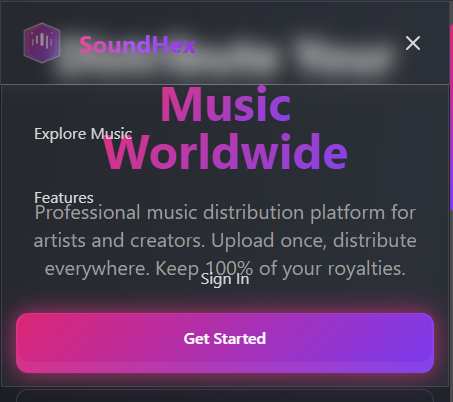 SoundHex
Music
Explore Music
Worldwide
Features
Professional music distribution platform for
artists and creators. Upload once, distribute
everywhere. Keep 100% of your royalties.
Sign In
Get Started